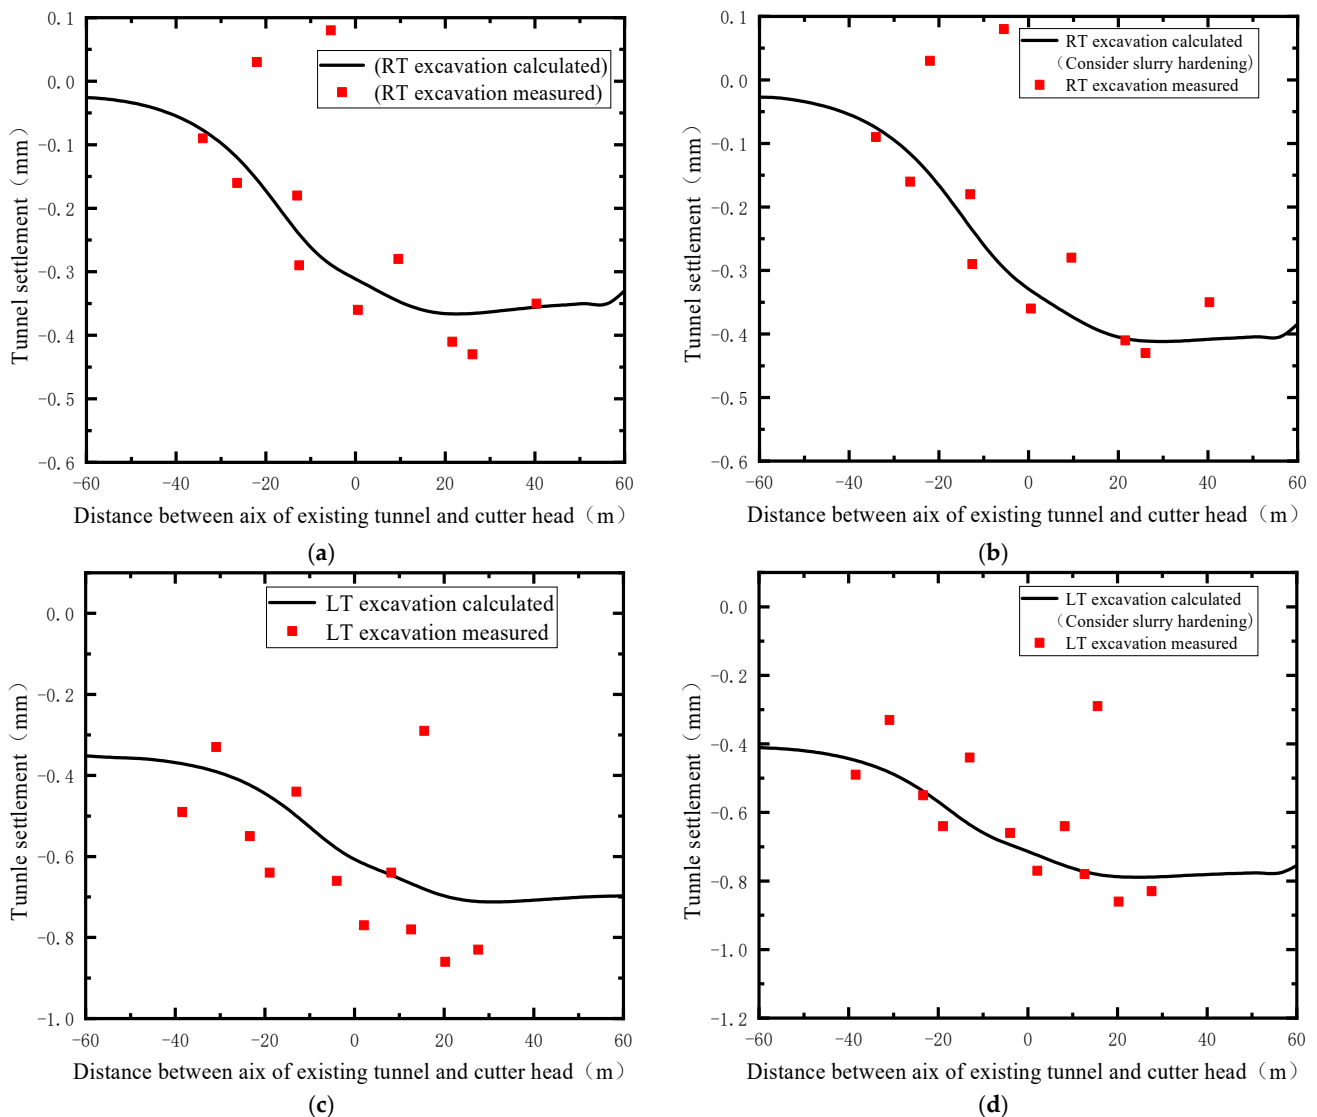 0.1
0.0
-0.1
-0.2
-0.3
-0.4
-0.5
-0.6
-60 -40 -20 0 20 40 60
Tunnel settlement（mm）
(RT excavation calculated)
(RT excavation measured)
Distance between aix of existing tunnel and cutter head（m）
(a)
0.1
0.0
-0.1
-0.2
-0.3
-0.4
-0.5
-0.6
-60 -40 -20 0 20 40 60
Tunnel settlement（mm）
RT excavation calculated
（Consider slurry hardening）
RT excavation measured
Distance between aix of existing tunnel and cutter head（m）
(b)
0.0
-0.2
-0.4
-0.6
-0.8
-1.0
-60 -40 -20 0 20 40 60
Tunnle settlement（mm）
LT excavation calculated
LT excavation measured
Distance between aix of existing tunnel and cutter head（m）
(c)
0.0
-0.2
-0.4
-0.6
-0.8
-1.0
-1.2
-60 -40 -20 0 20 40 60
Tunnle settlement（mm）
LT excavation calculated
（Consider slurry hardening）
LT excavation measured
Distance between aix of existing tunnel and cutter head（m）
(d)